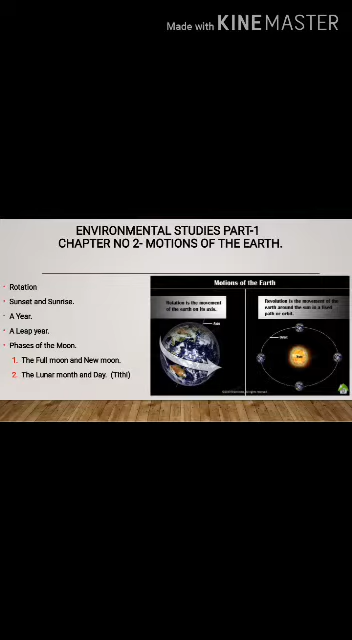 Made with KINEMASTER
ENVIRONMENTAL STUDIES PART-1
CHAPTER NO 2- MOTIONS OF THE EARTH.
Rotation
Sunset and Sunrise.
A Year.
A Leap year.
Phases of the Moon.
1. The Full moon and New moon.
2. The Lunar month and Day. (Tithi)
Motions of the Earth
Rotation is the movement
of the earth on its axis.
Axis
Revolution is the movement of the
earth around the sun in a fixed
path or orbit.
Orbit
Sun